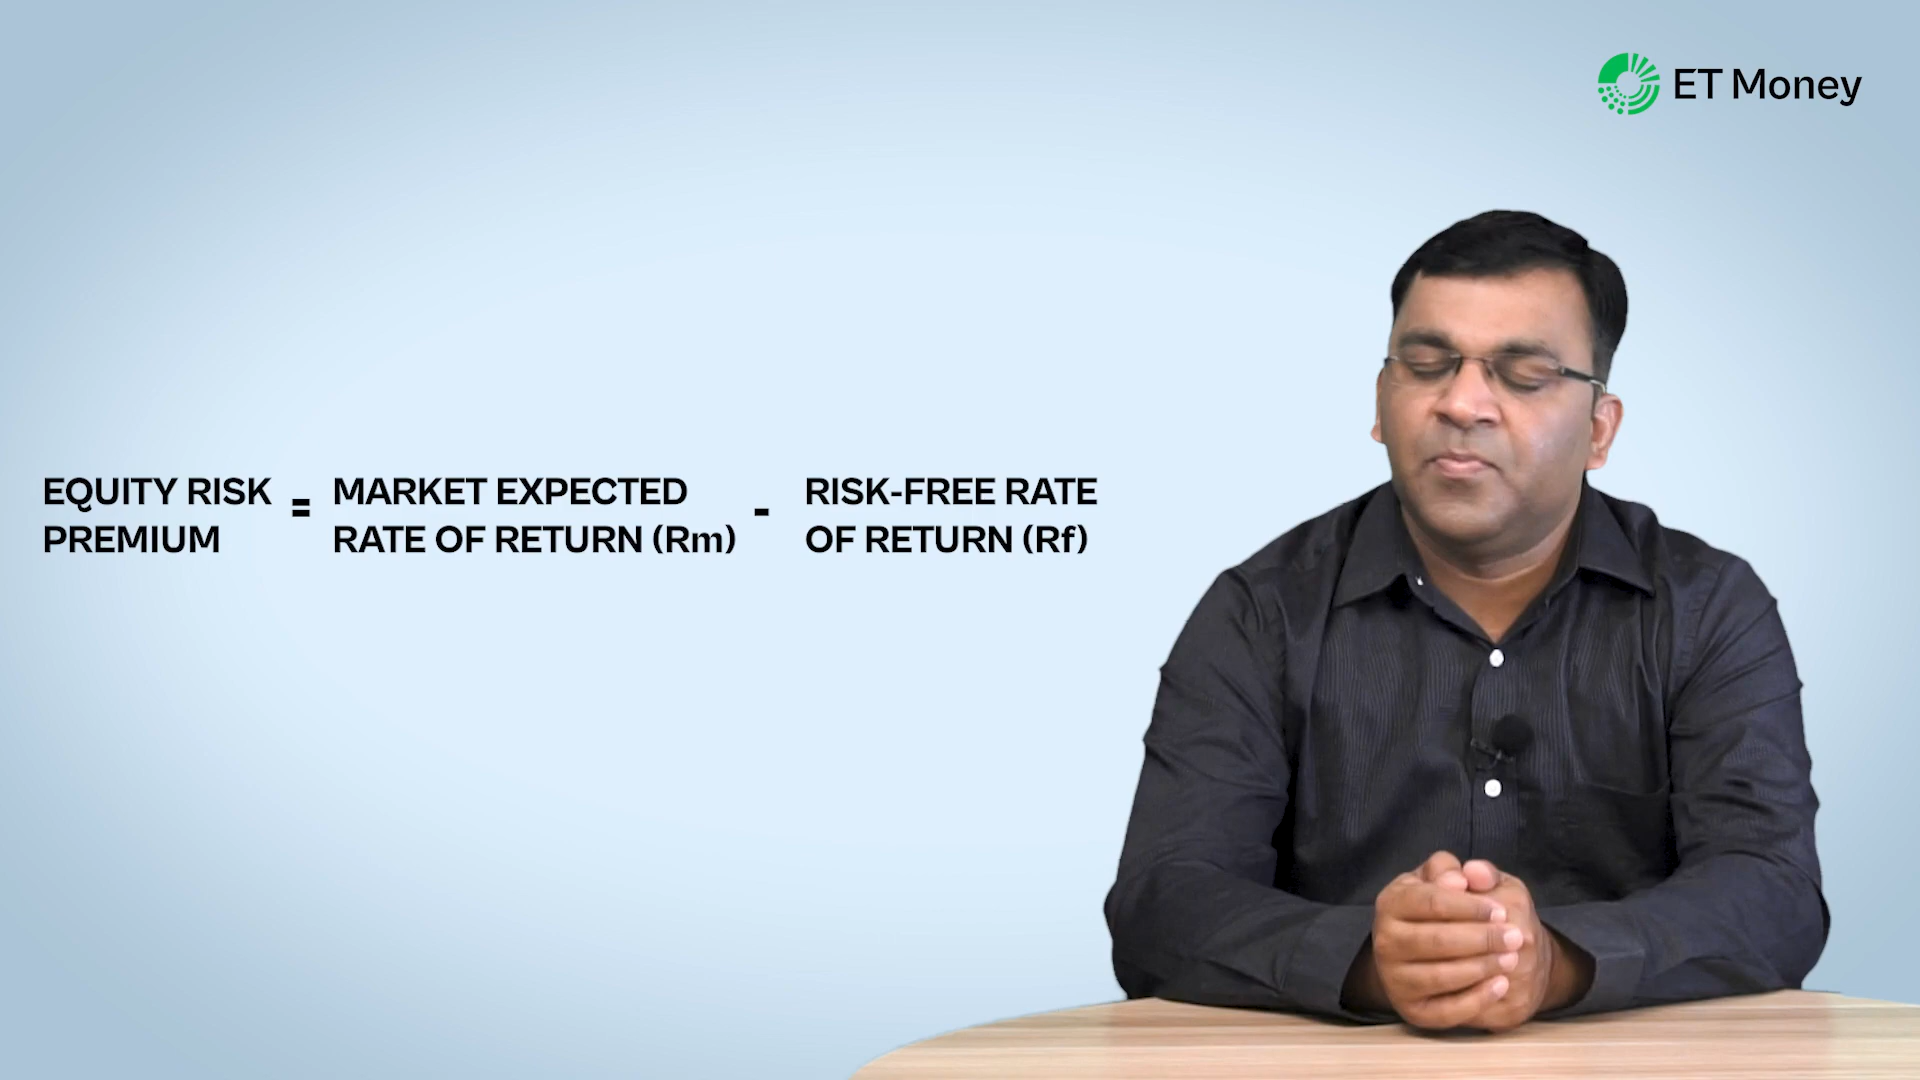 ET Money
EQUITY RISK
PREMIUM
=
MARKET EXPECTED
RATE OF RETURN (Rm)
-
RISK-FREE RATE
OF RETURN (Rf)